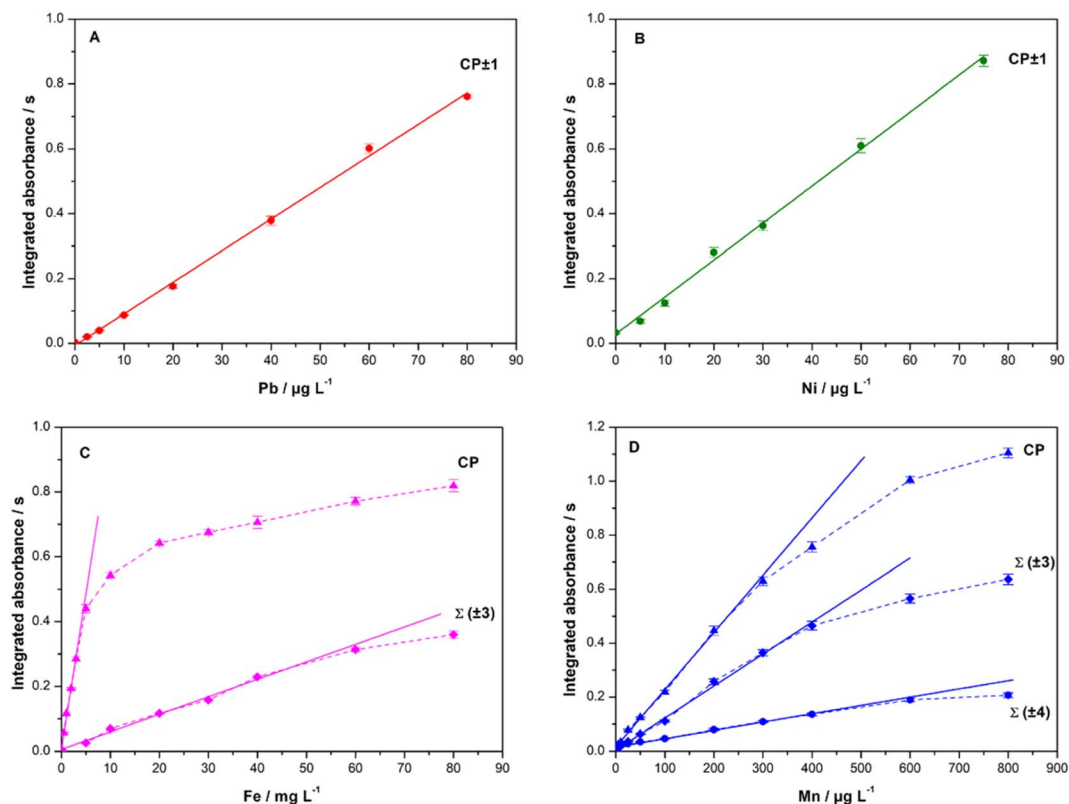 A
CP±1
Integrated absorbance / s
1.0
0.8
0.6
0.4
0.2
0.0
0 10 20 30 40 50 60 70 80 90
Pb / µg L⁻¹
B
CP±1
Integrated absorbance / s
1.0
0.8
0.6
0.4
0.2
0.0
0 10 20 30 40 50 60 70 80 90
Ni / µg L⁻¹
C
CP
Σ (±3)
Integrated absorbance / s
1.0
0.8
0.6
0.4
0.2
0.0
0 10 20 30 40 50 60 70 80 90
Fe / mg L⁻¹
D
CP
Σ (±3)
Σ (±4)
Integrated absorbance / s
1.2
1.0
0.8
0.6
0.4
0.2
0.0
0 100 200 300 400 500 600 700 800 900
Mn / µg L⁻¹